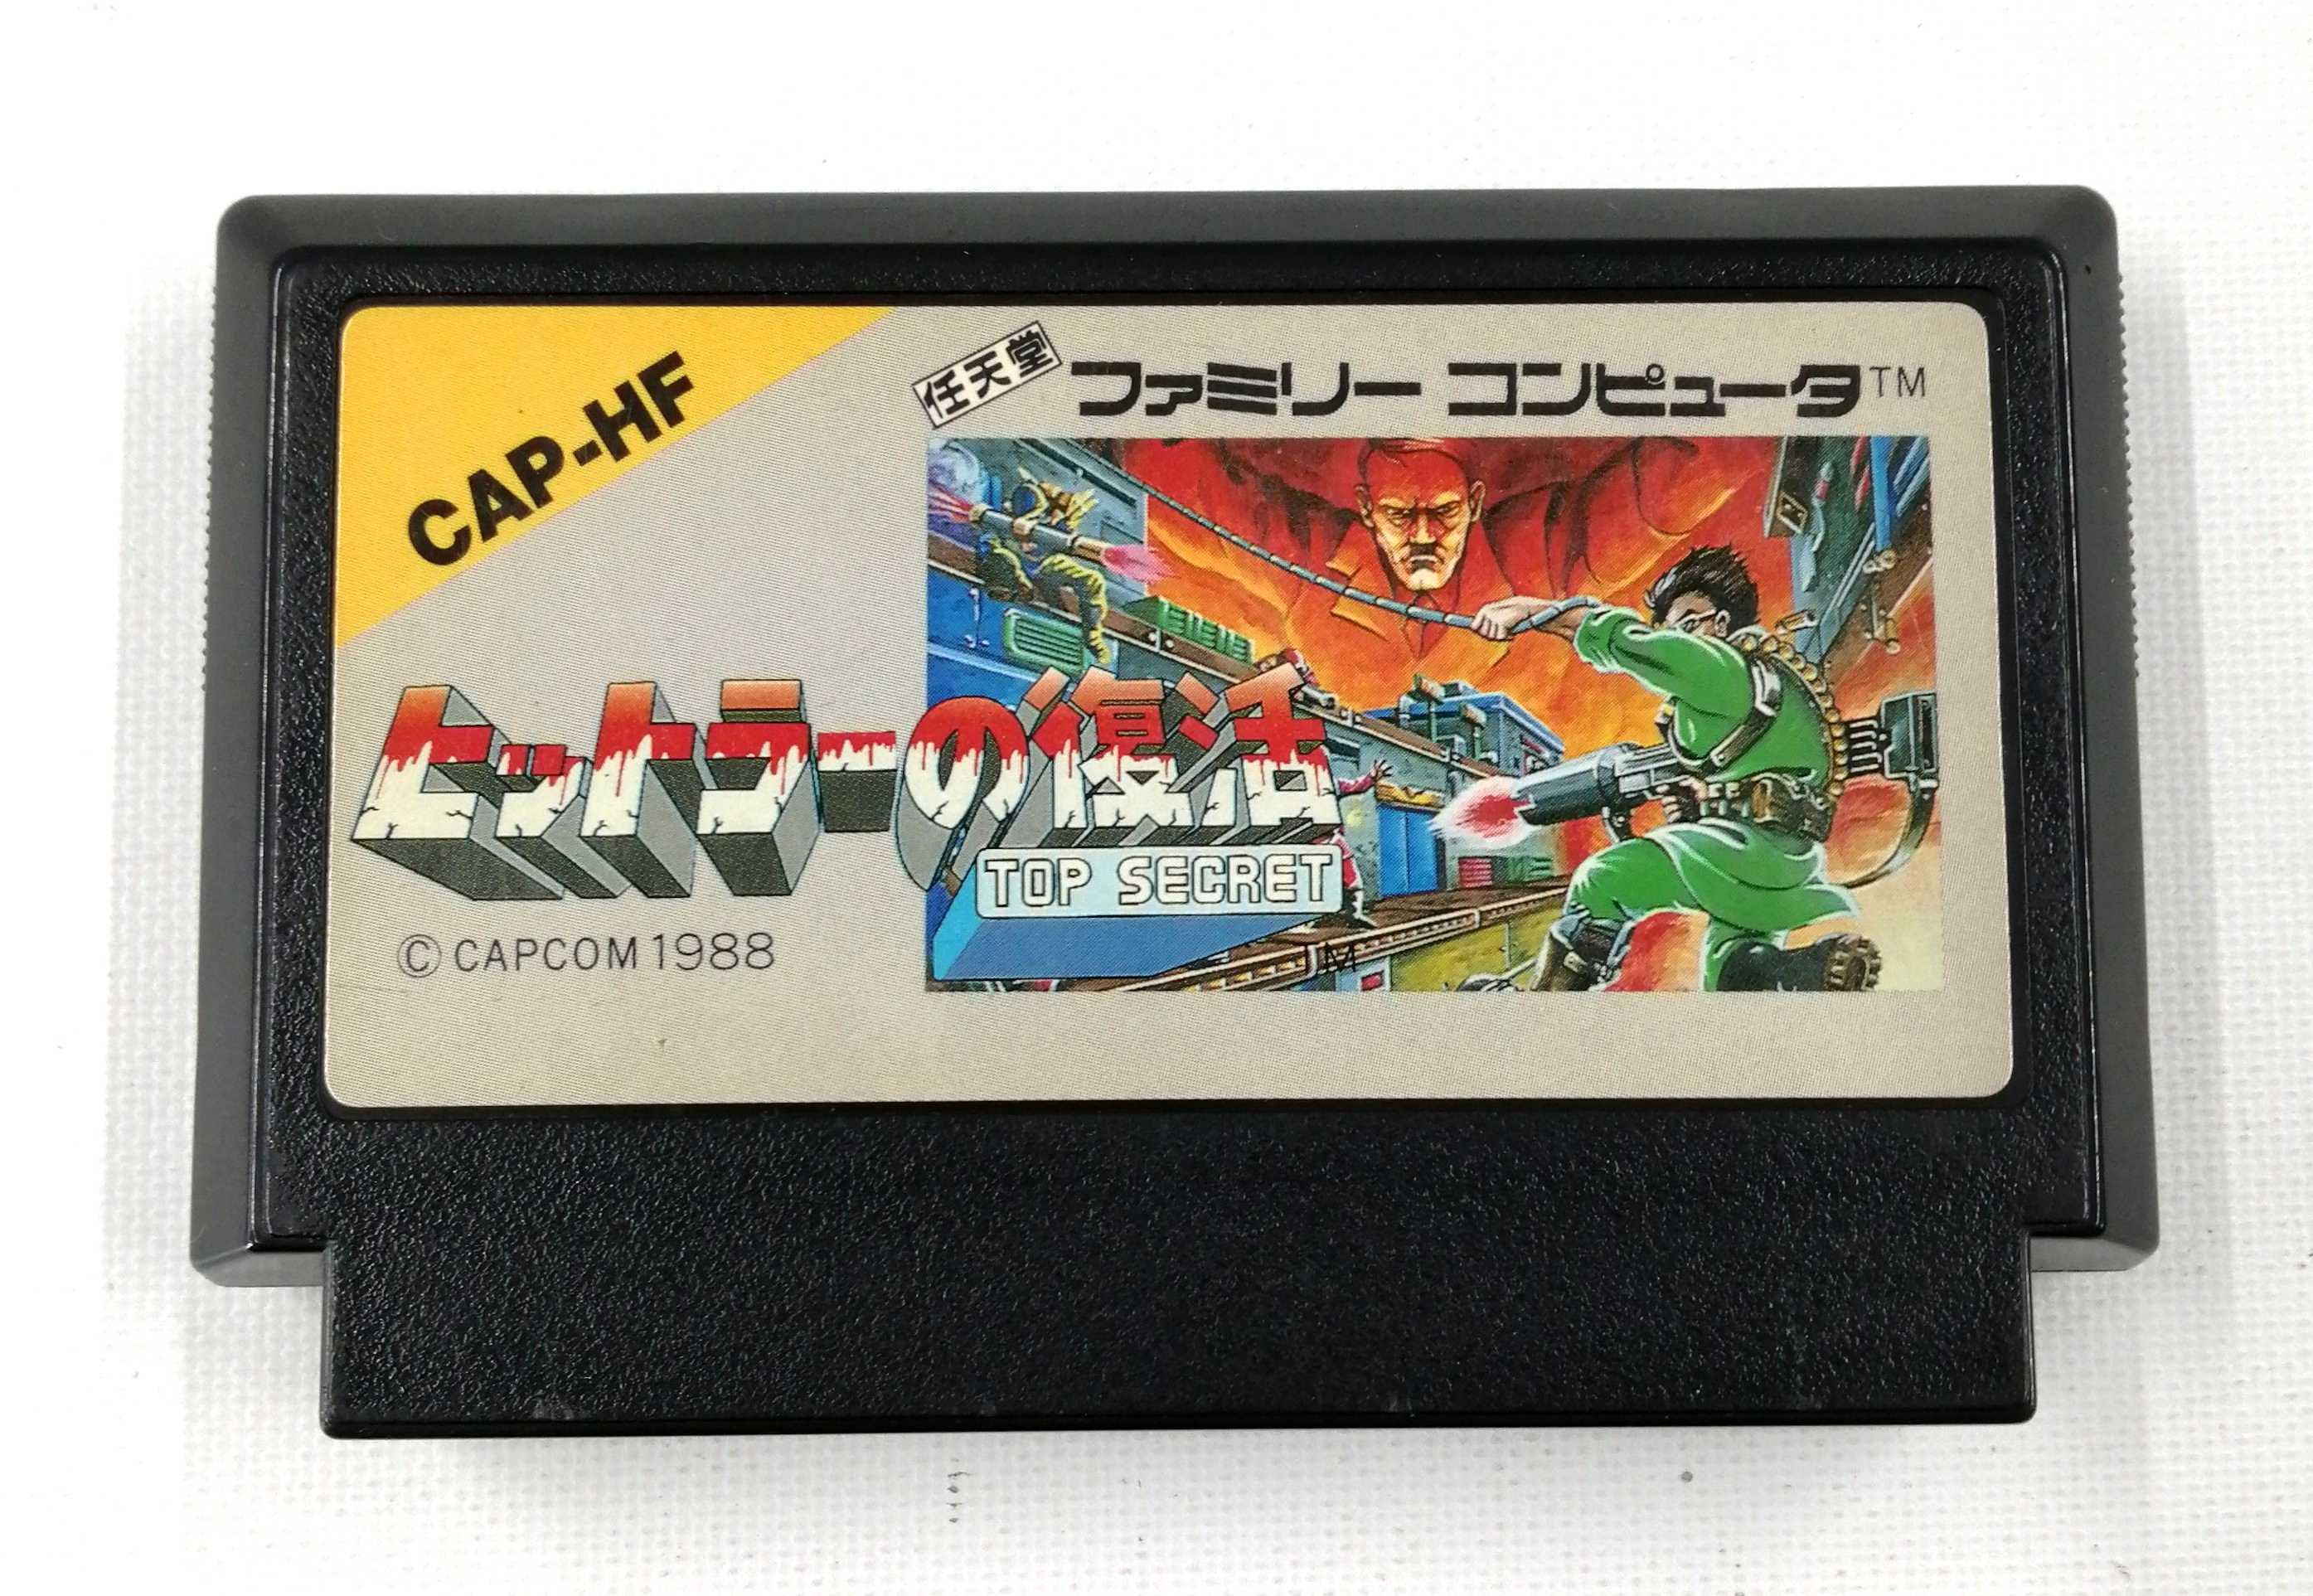 CAP-HF
任天堂 ファミリー コンピュータ™
ヒットラーの復活
TOP SECRET
TM
© CAPCOM 1988